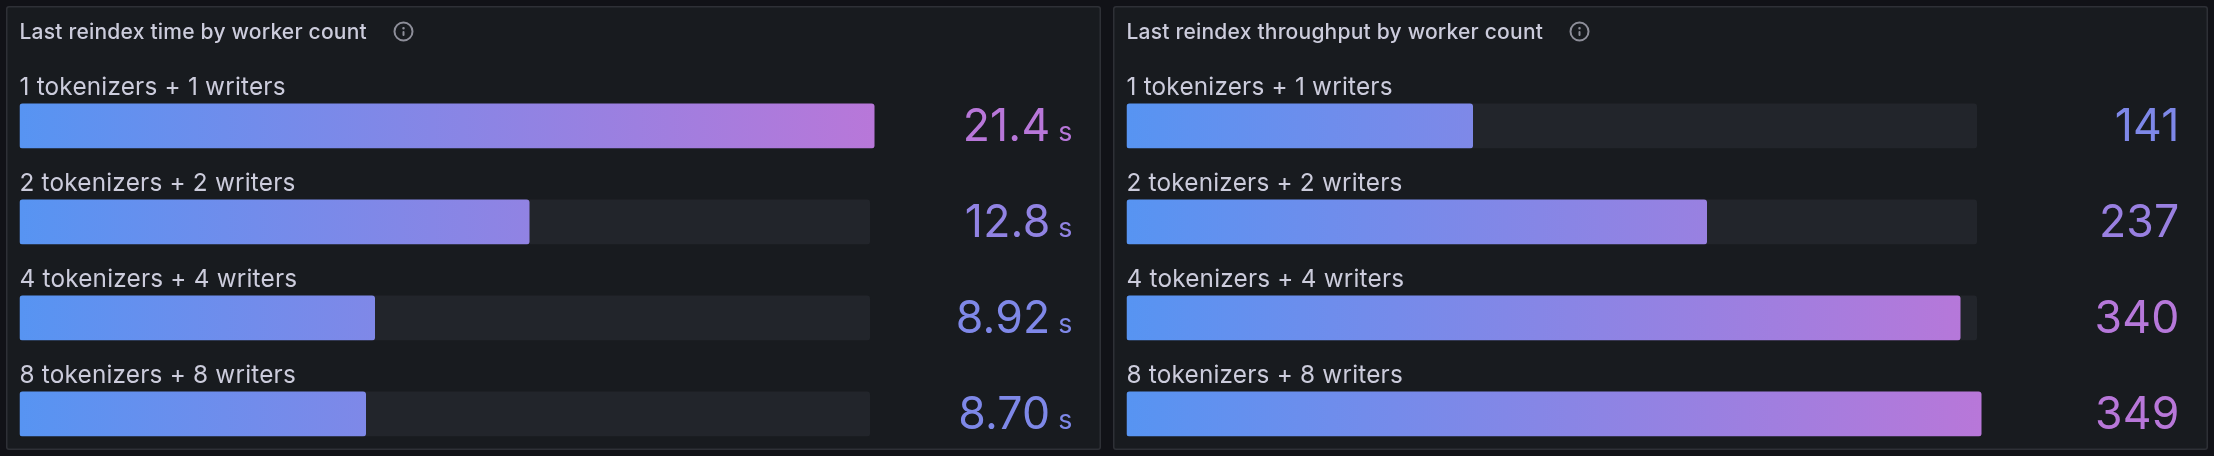 Last reindex time by worker count
1 tokenizers + 1 writers
21.4 s
2 tokenizers + 2 writers
12.8 s
4 tokenizers + 4 writers
8.92 s
8 tokenizers + 8 writers
8.70 s
Last reindex throughput by worker count
1 tokenizers + 1 writers
141
2 tokenizers + 2 writers
237
4 tokenizers + 4 writers
340
8 tokenizers + 8 writers
349